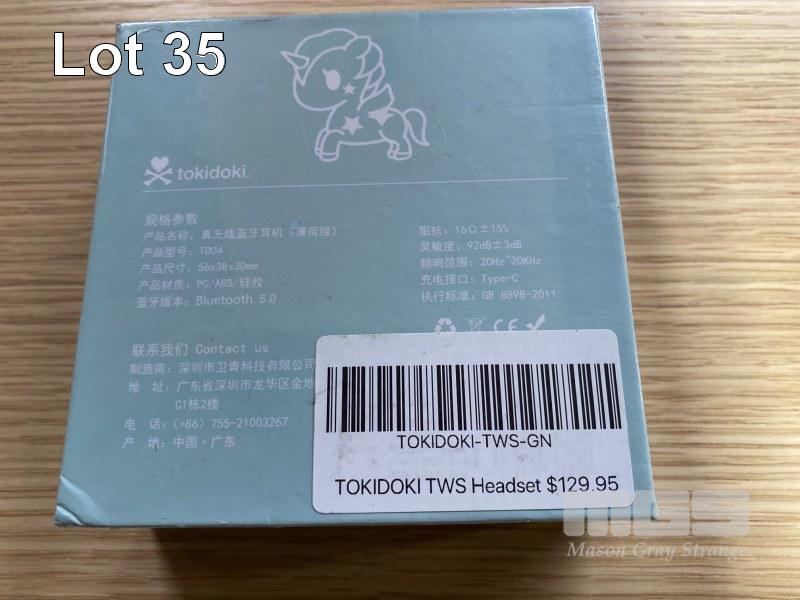 Lot 35
tokidoki
规格参数
产品名称：真无线蓝牙耳机（薄荷绿）
产品型号：TD04
产品尺寸：56x38x30mm
产品材质：PC/ABS/硅胶
蓝牙版本：Bluetooth 5.0
阻抗：16Ω±15%
灵敏度：92dB±3dB
频响范围：20Hz~20KHz
充电接口：Type-C
执行标准：GB 8898-2011
CE
联系我们 Contact us
制造商：深圳市卫青科技有限公司
地 址：广东省深圳市龙华区金地
G1栋2楼
电 话：(+86) 755-21003267
产 地：中国·广东
TOKIDOKI-TWS-GN
TOKIDOKI TWS Headset $129.95
MGS
Mason Gray Strange